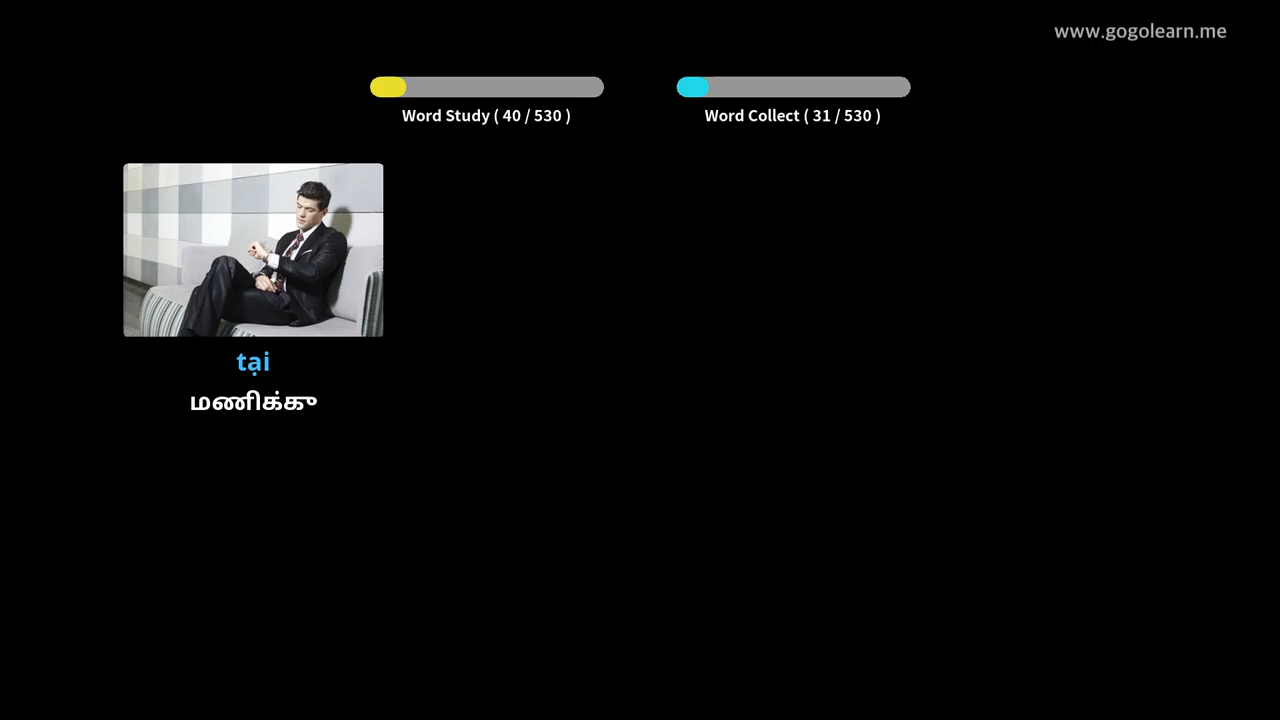 www.gogolearn.me
Word Study ( 40 / 530 )
Word Collect ( 31 / 530 )
tại
மணிக்கு